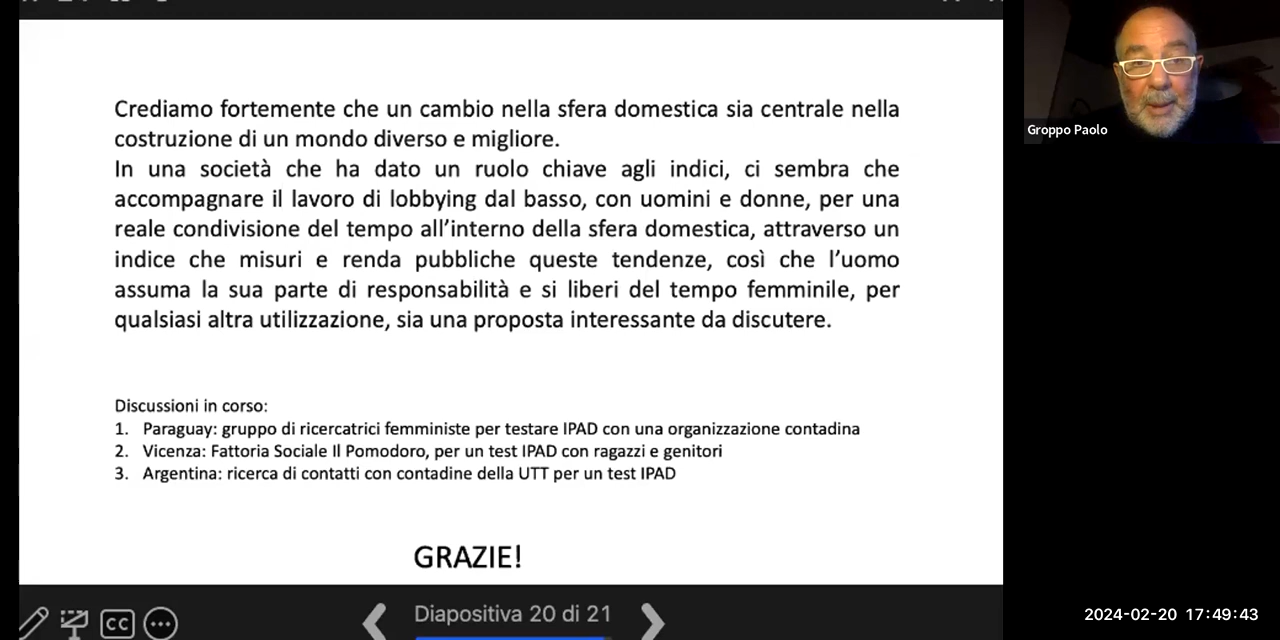 Crediamo fortemente che un cambio nella sfera domestica sia centrale nella
costruzione di un mondo diverso e migliore.
In una società che ha dato un ruolo chiave agli indici, ci sembra che
accompagnare il lavoro di lobbying dal basso, con uomini e donne, per una
reale condivisione del tempo all’interno della sfera domestica, attraverso un
indice che misuri e renda pubbliche queste tendenze, così che l’uomo
assuma la sua parte di responsabilità e si liberi del tempo femminile, per
qualsiasi altra utilizzazione, sia una proposta interessante da discutere.
Discussioni in corso:
1. Paraguay: gruppo di ricercatrici femministe per testare IPAD con una organizzazione contadina
2. Vicenza: Fattoria Sociale Il Pomodoro, per un test IPAD con ragazzi e genitori
3. Argentina: ricerca di contatti con contadine della UTT per un test IPAD
GRAZIE!
CC
Diapositiva 20 di 21
Groppo Paolo
2024-02-20 17:49:43